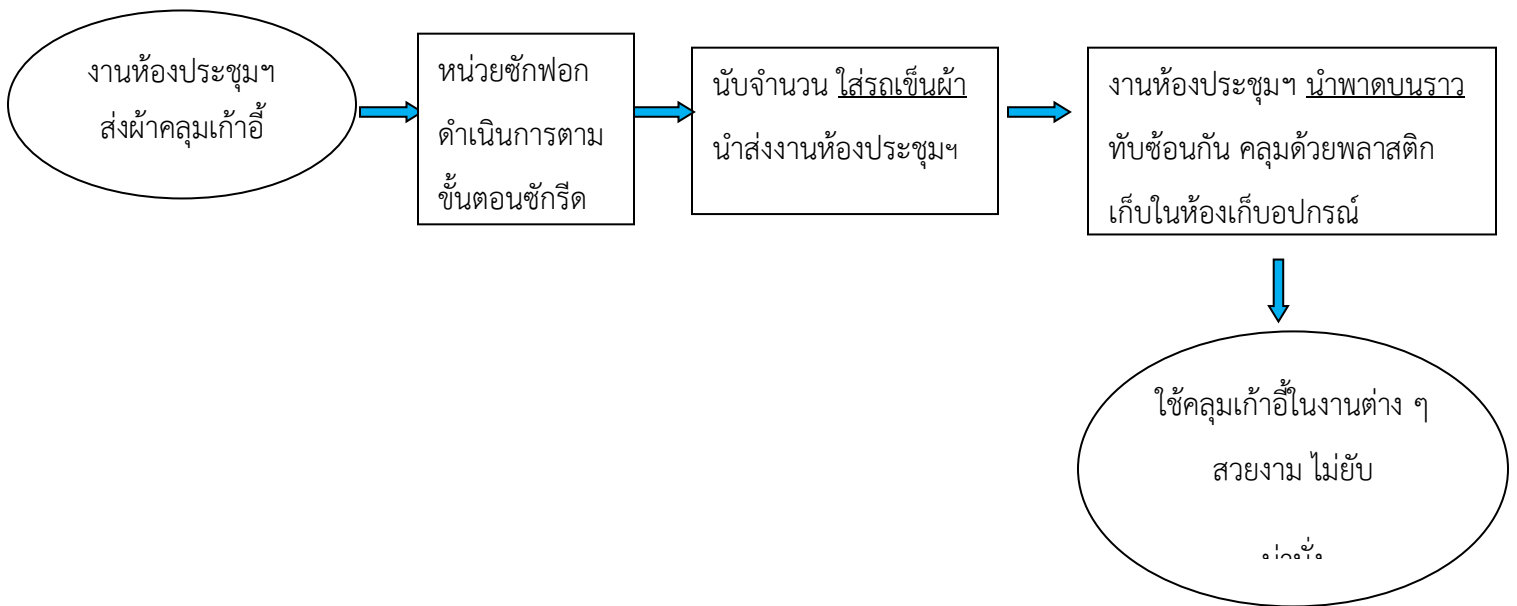 งานห้องประชุมฯ
ส่งผ้าคลุมเก้าอี้
หน่วยซักฟอก
ดำเนินการตาม
ขั้นตอนซักรีด
นับจำนวน ใส่รถเข็นผ้า
นำส่งงานห้องประชุมฯ
งานห้องประชุมฯ นำพาดบนราว
ทับซ้อนกัน คลุมด้วยพลาสติก
เก็บในห้องเก็บอุปกรณ์
ใช้คลุมเก้าอี้ในงานต่าง ๆ
สวยงาม ไม่ยับ